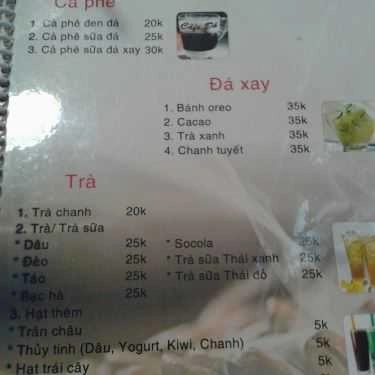 Cà phê
1. Cà phê đen đá 20k
2. Cà phê sữa đá 25k
3. Cà phê sữa đá xay 30k
Đá xay
1. Bánh oreo 35k
2. Cacao 35k
3. Trà xanh 35k
4. Chanh tuyết 35k
Trà
1. Trà chanh 20k
2. Trà/ Trà sữa
* Dâu 25k * Socola 25k
* Đào 25k * Trà sữa Thái xanh 25k
* Táo 25k * Trà sữa Thái đỏ 25k
* Bạc hà 25k
3. Hạt thêm
* Trân châu 5k
* Thủy tinh (Dâu, Yogurt, Kiwi, Chanh) 5k
* Hạt trái cây 5k